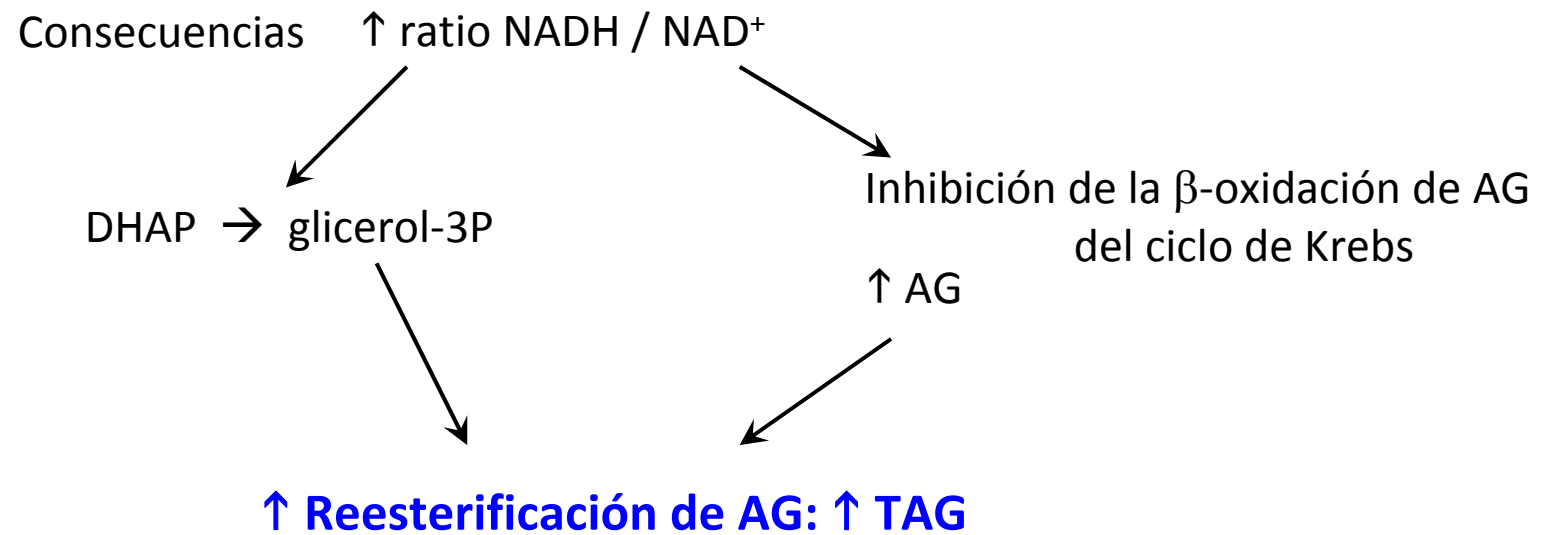 Consecuencias ↑ ratio NADH / NAD⁺
Inhibición de la β-oxidación de AG
DHAP → glicerol-3P
del ciclo de Krebs
↑ AG
↑ Reesterificación de AG: ↑ TAG